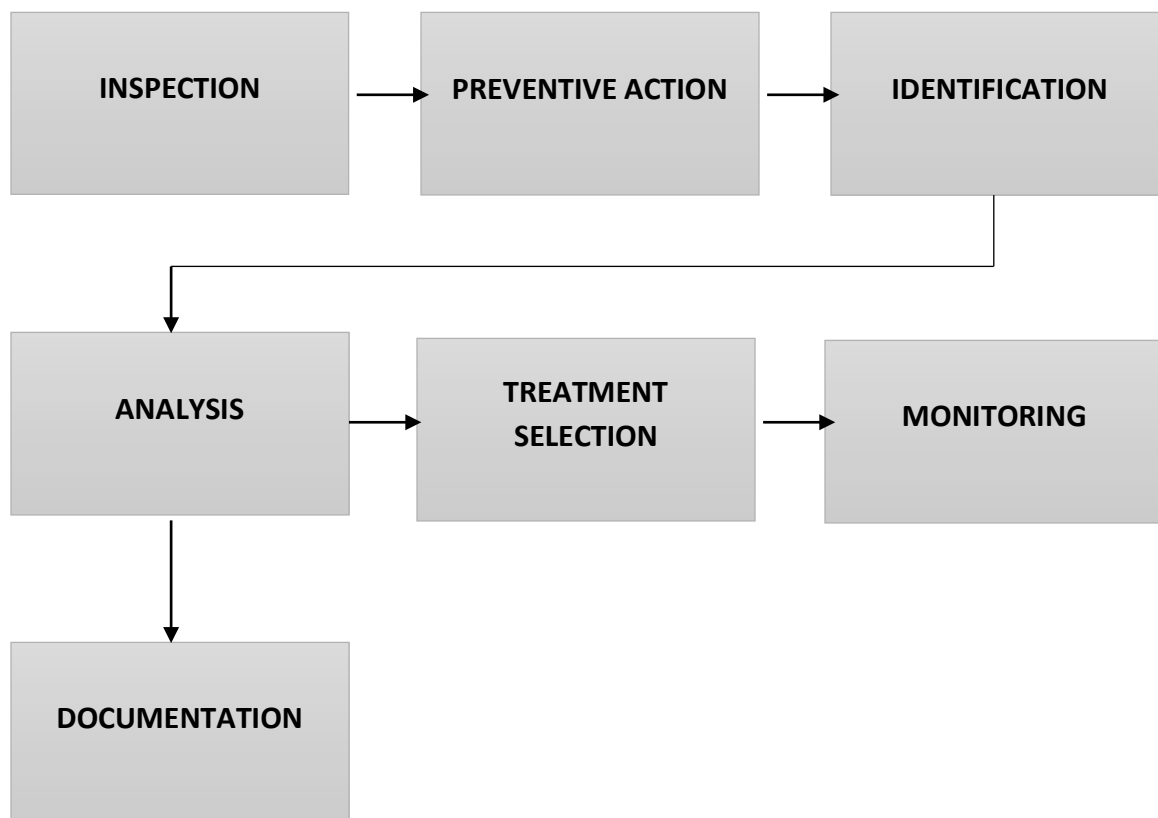 INSPECTION
PREVENTIVE ACTION
IDENTIFICATION
ANALYSIS
TREATMENT
SELECTION
MONITORING
DOCUMENTATION